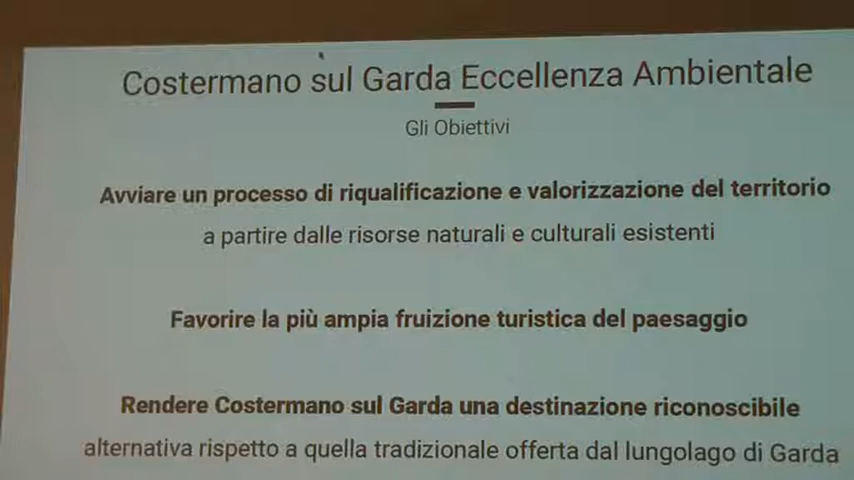 Costermano sul Garda Eccellenza Ambientale
Gli Obiettivi
Avviare un processo di riqualificazione e valorizzazione del territorio
a partire dalle risorse naturali e culturali esistenti
Favorire la più ampia fruizione turistica del paesaggio
Rendere Costermano sul Garda una destinazione riconoscibile
alternativa rispetto a quella tradizionale offerta dal lungolago di Garda